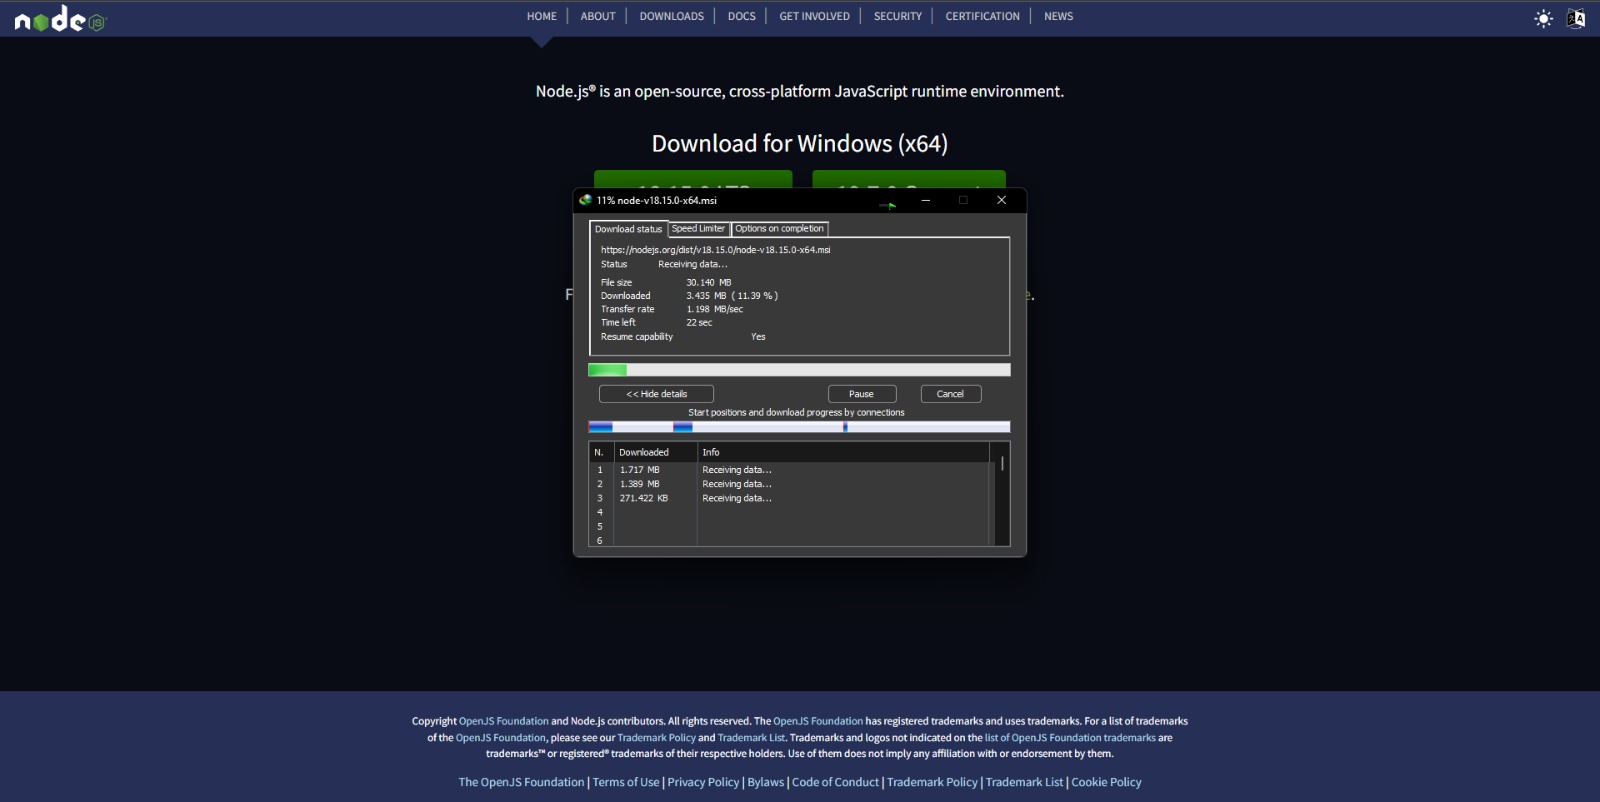 node JS
HOME | ABOUT | DOWNLOADS | DOCS | GET INVOLVED | SECURITY | CERTIFICATION | NEWS
Node.js® is an open-source, cross-platform JavaScript runtime environment.
Download for Windows (x64)
11% node-v18.15.0-x64.msi
Download status Speed Limiter Options on completion
https://nodejs.org/dist/v18.15.0/node-v18.15.0-x64.msi
Status Receiving data...
File size 30.140 MB
Downloaded 3.435 MB ( 11.39 % )
Transfer rate 1.198 MB/sec
Time left 22 sec
Resume capability Yes
<< Hide details Pause Cancel
Start positions and download progress by connections
N. Downloaded Info
1 1.717 MB Receiving data...
2 1.389 MB Receiving data...
3 271.422 KB Receiving data...
4
5
6
Copyright OpenJS Foundation and Node.js contributors. All rights reserved. The OpenJS Foundation has registered trademarks and uses trademarks. For a list of trademarks
of the OpenJS Foundation, please see our Trademark Policy and Trademark List. Trademarks and logos not indicated on the list of OpenJS Foundation trademarks are
trademarks™ or registered® trademarks of their respective holders. Use of them does not imply any affiliation with or endorsement by them.
The OpenJS Foundation | Terms of Use | Privacy Policy | Bylaws | Code of Conduct | Trademark Policy | Trademark List | Cookie Policy